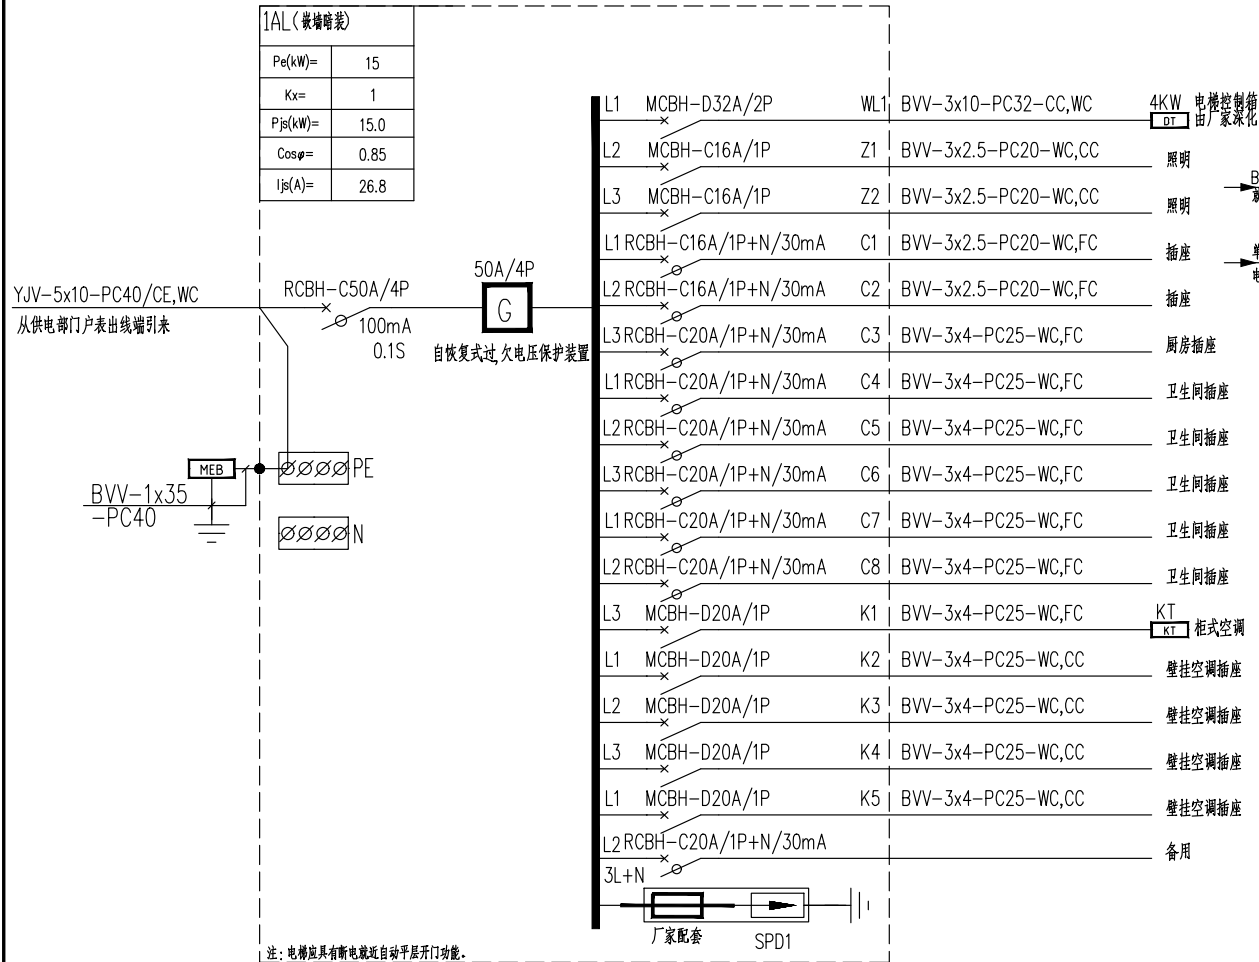 1AL(嵌墙暗装)
Pe(kW)= 15
Kx= 1
Pjs(kW)= 15.0
Cosφ= 0.85
Ijs(A)= 26.8
YJV-5x10-PC40/CE,WC
从供电部门户表出线端引来
RCBH-C50A/4P
100mA
0.1S
50A/4P
G
自恢复式过,欠电压保护装置
MEB
BVV-1x35
-PC40
PE
N
L1 MCBH-D32A/2P WL1 BVV-3x10-PC32-CC,WC 4KW 电梯控制箱
DT 由厂家深化
L2 MCBH-C16A/1P Z1 BVV-3x2.5-PC20-WC,CC 照明
L3 MCBH-C16A/1P Z2 BVV-3x2.5-PC20-WC,CC 照明
L1 RCBH-C16A/1P+N/30mA C1 BVV-3x2.5-PC20-WC,FC 插座
L2 RCBH-C16A/1P+N/30mA C2 BVV-3x2.5-PC20-WC,FC 插座
L3 RCBH-C20A/1P+N/30mA C3 BVV-3x4-PC25-WC,FC 厨房插座
L1 RCBH-C20A/1P+N/30mA C4 BVV-3x4-PC25-WC,FC 卫生间插座
L2 RCBH-C20A/1P+N/30mA C5 BVV-3x4-PC25-WC,FC 卫生间插座
L3 RCBH-C20A/1P+N/30mA C6 BVV-3x4-PC25-WC,FC 卫生间插座
L1 RCBH-C20A/1P+N/30mA C7 BVV-3x4-PC25-WC,FC 卫生间插座
L2 RCBH-C20A/1P+N/30mA C8 BVV-3x4-PC25-WC,FC 卫生间插座
L3 MCBH-D20A/1P K1 BVV-3x4-PC25-WC,FC KT
KT 柜式空调
L1 MCBH-D20A/1P K2 BVV-3x4-PC25-WC,CC 壁挂空调插座
L2 MCBH-D20A/1P K3 BVV-3x4-PC25-WC,CC 壁挂空调插座
L3 MCBH-D20A/1P K4 BVV-3x4-PC25-WC,CC 壁挂空调插座
L1 MCBH-D20A/1P K5 BVV-3x4-PC25-WC,CC 壁挂空调插座
L2 RCBH-C20A/1P+N/30mA 备用
3L+N
厂家配套 SPD1
注: 电梯应具有断电就近自动平层开门功能.